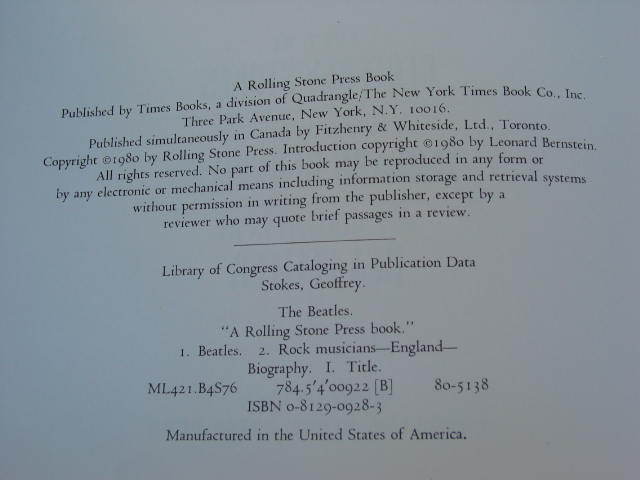 A Rolling Stone Press Book
Published by Times Books, a division of Quadrangle/The New York Times Book Co., Inc.
Three Park Avenue, New York, N.Y. 10016.
Published simultaneously in Canada by Fitzhenry & Whiteside, Ltd., Toronto.
Copyright ©1980 by Rolling Stone Press. Introduction copyright ©1980 by Leonard Bernstein.
All rights reserved. No part of this book may be reproduced in any form or
by any electronic or mechanical means including information storage and retrieval systems
without permission in writing from the publisher, except by a
reviewer who may quote brief passages in a review.
Library of Congress Cataloging in Publication Data
Stokes, Geoffrey.
The Beatles.
"A Rolling Stone Press book."
1. Beatles. 2. Rock musicians—England—
Biography. I. Title.
ML421.B4S76 784.5'4'00922 [B] 80-5138
ISBN 0-8129-0928-3
Manufactured in the United States of America.